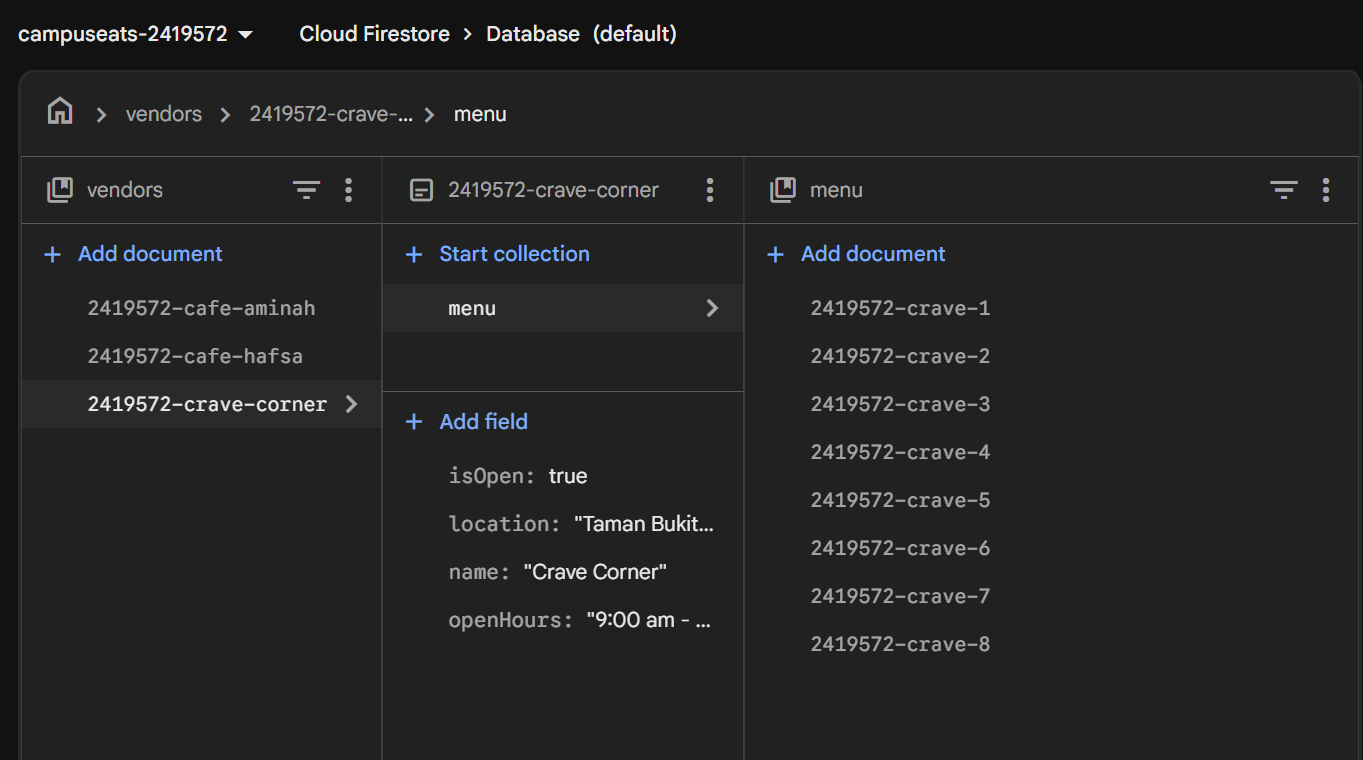 campuseats-2419572 Cloud Firestore > Database (default)
vendors > 2419572-crave-... > menu
vendors
Add document
2419572-cafe-aminah
2419572-cafe-hafsa
2419572-crave-corner
2419572-crave-corner
Start collection
menu
Add field
isOpen: true
location: "Taman Bukit...
name: "Crave Corner"
openHours: "9:00 am - ...
menu
Add document
2419572-crave-1
2419572-crave-2
2419572-crave-3
2419572-crave-4
2419572-crave-5
2419572-crave-6
2419572-crave-7
2419572-crave-8